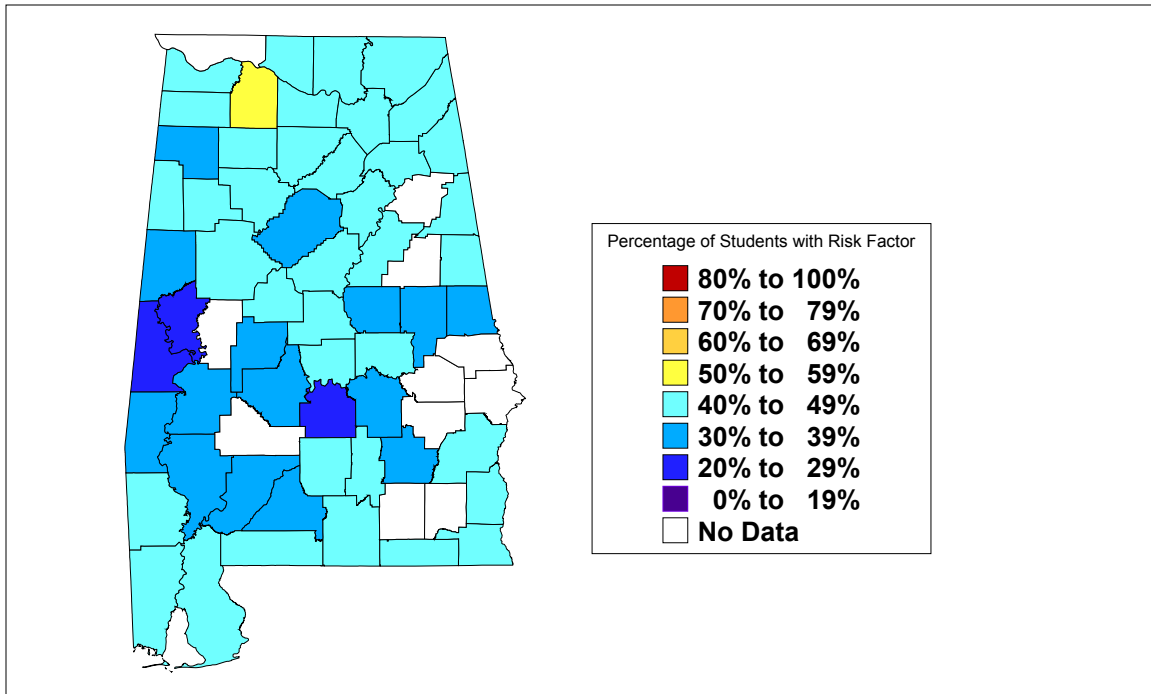 Percentage of Students with Risk Factor
80% to 100%
70% to 79%
60% to 69%
50% to 59%
40% to 49%
30% to 39%
20% to 29%
0% to 19%
No Data